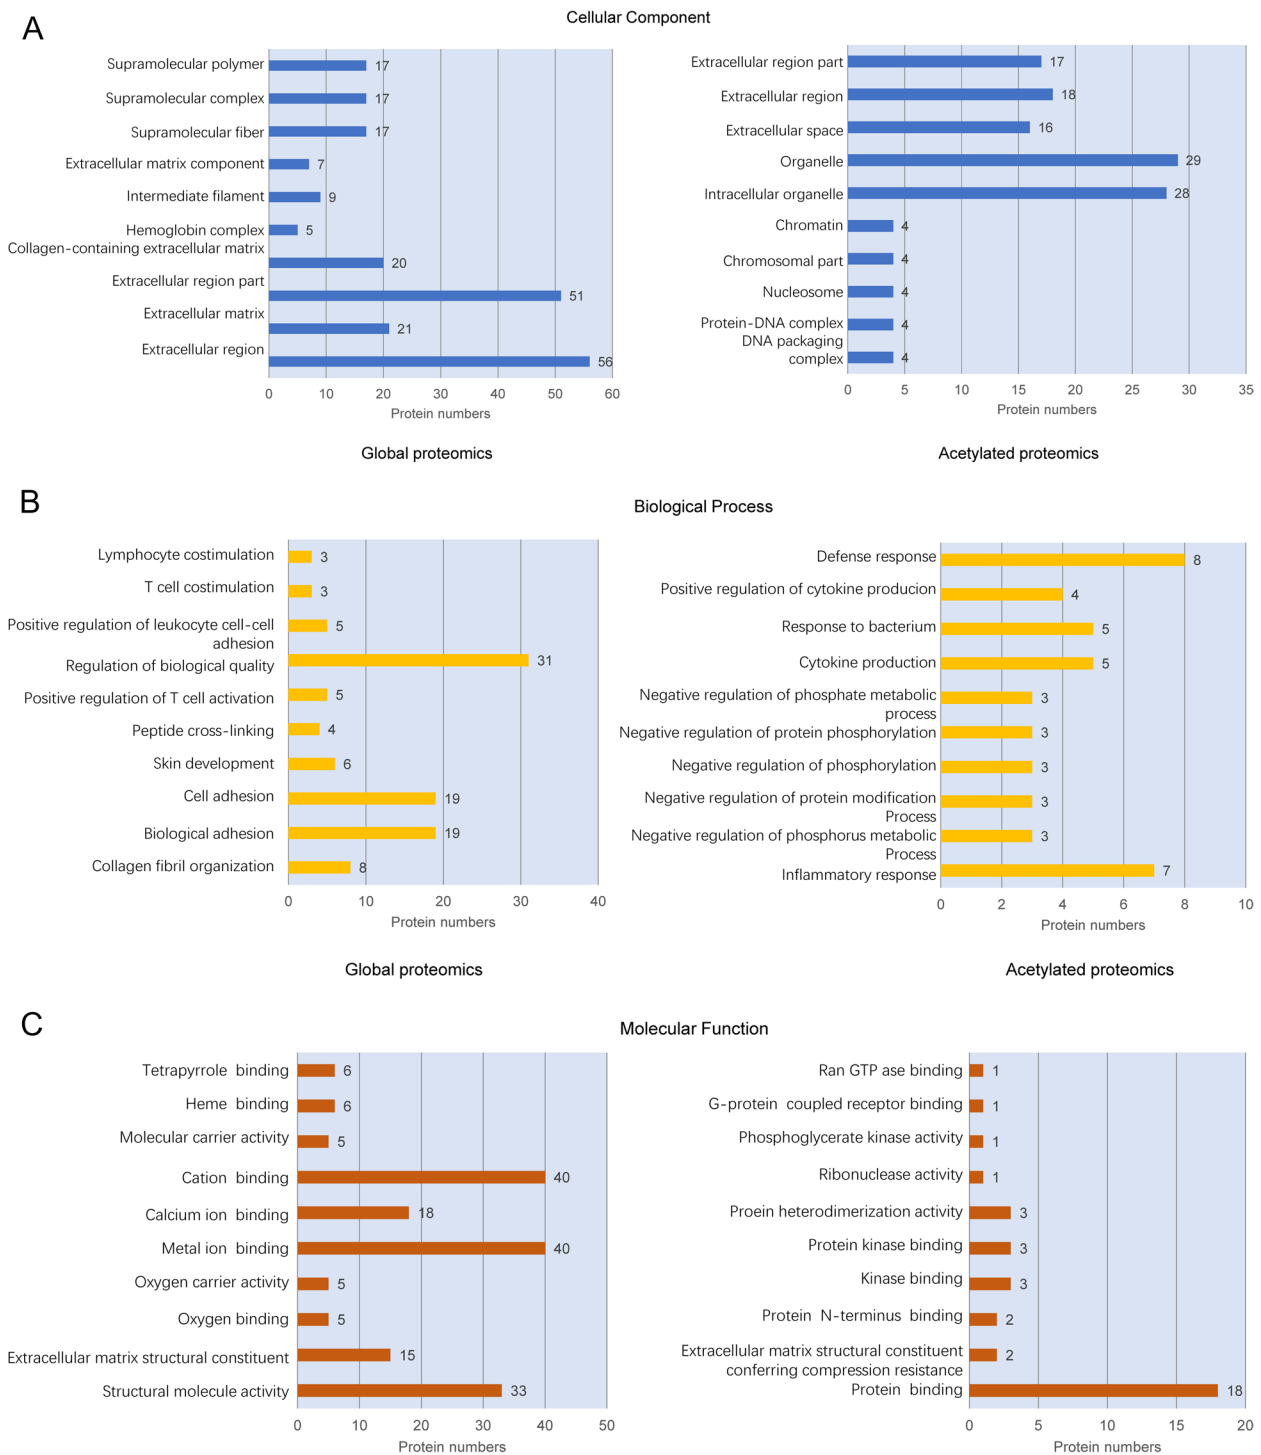 A
Cellular Component
Supramolecular polymer
17
Supramolecular complex
17
Supramolecular fiber
17
Extracellular matrix component
7
Intermediate filament
9
Hemoglobin complex
5
Collagen-containing extracellular matrix
20
Extracellular region part
51
Extracellular matrix
21
Extracellular region
56
0 10 20 30 40 50 60
Protein numbers
Global proteomics
Extracellular region part
17
Extracellular region
18
Extracellular space
16
Organelle
29
Intracellular organelle
28
Chromatin
4
Chromosomal part
4
Nucleosome
4
Protein-DNA complex
4
DNA packaging
complex
4
0 5 10 15 20 25 30 35
Protein numbers
Acetylated proteomics
B
Biological Process
Lymphocyte costimulation
3
T cell costimulation
3
Positive regulation of leukocyte cell-cell
adhesion
5
Regulation of biological quality
31
Positive regulation of T cell activation
5
Peptide cross-linking
4
Skin development
6
Cell adhesion
19
Biological adhesion
19
Collagen fibril organization
8
0 10 20 30 40
Protein numbers
Global proteomics
Defense response
8
Positive regulation of cytokine producion
4
Response to bacterium
5
Cytokine production
5
Negative regulation of phosphate metabolic
process
3
Negative regulation of protein phosphorylation
3
Negative regulation of phosphorylation
3
Negative regulation of protein modification
Process
3
Negative regulation of phosphorus metabolic
Process
3
Inflammatory response
7
0 2 4 6 8 10
Protein numbers
Acetylated proteomics
C
Molecular Function
Tetrapyrrole binding
6
Heme binding
6
Molecular carrier activity
5
Cation binding
40
Calcium ion binding
18
Metal ion binding
40
Oxygen carrier activity
5
Oxygen binding
5
Extracellular matrix structural constituent
15
Structural molecule activity
33
0 10 20 30 40 50
Protein numbers
Ran GTP ase binding
1
G-protein coupled receptor binding
1
Phosphoglycerate kinase activity
1
Ribonuclease activity
1
Proein heterodimerization activity
3
Protein kinase binding
3
Kinase binding
3
Protein N-terminus binding
2
Extracellular matrix structural constituent
conferring compression resistance
2
Protein binding
18
0 5 10 15 20
Protein numbers